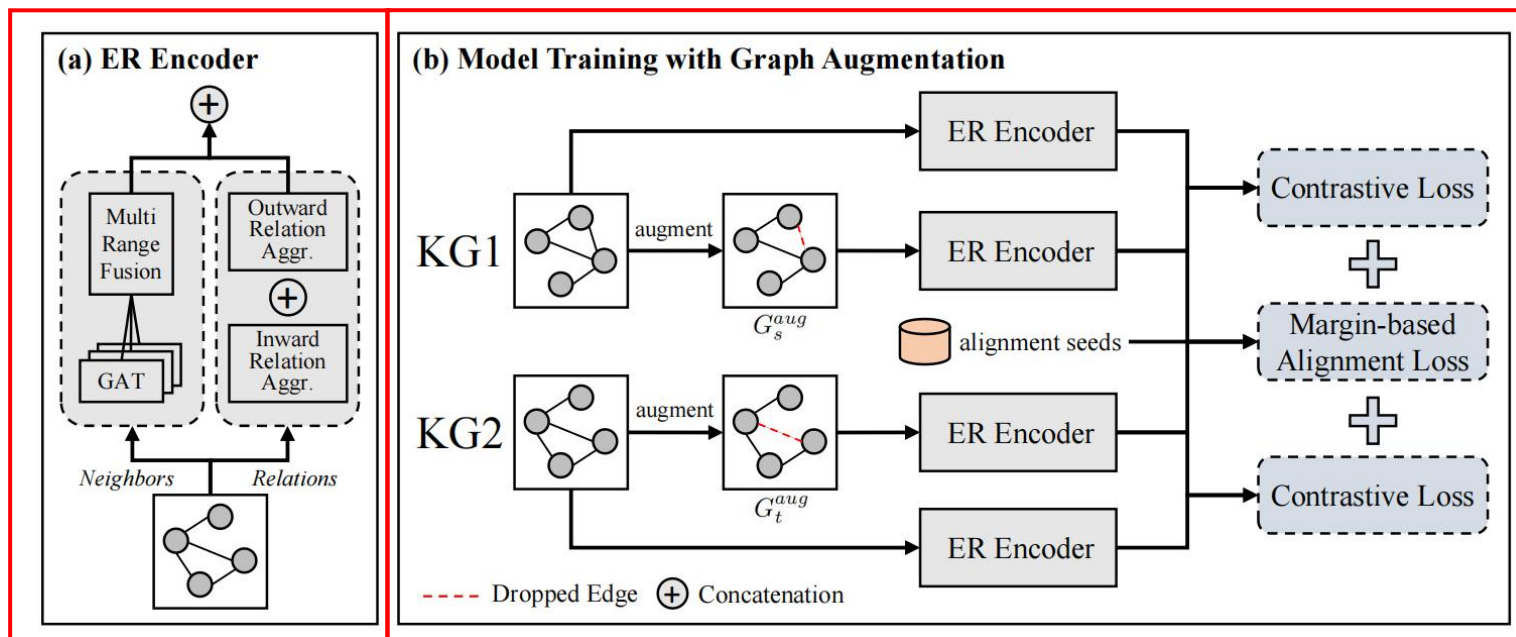 (a) ER Encoder
+
Multi
Range
Fusion
GAT
Outward
Relation
Aggr.
+
Inward
Relation
Aggr.
Neighbors
Relations
(b) Model Training with Graph Augmentation
KG1
augment
G_s^{aug}
ER Encoder
ER Encoder
alignment seeds
KG2
augment
G_t^{aug}
ER Encoder
ER Encoder
Contrastive Loss
+
Margin-based
Alignment Loss
+
Contrastive Loss
Dropped Edge
+ Concatenation